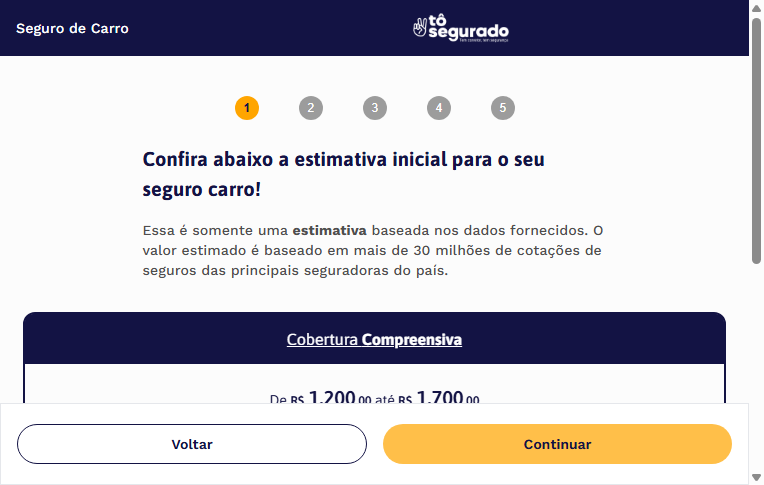 Seguro de Carro
tô
segurado
1 2 3 4 5
Confira abaixo a estimativa inicial para o seu
seguro carro!
Essa é somente uma estimativa baseada nos dados fornecidos. O
valor estimado é baseado em mais de 30 milhões de cotações de
seguros das principais seguradoras do país.
Cobertura Compreensiva
De R$ 1.200,00 até R$ 1.700,00
Voltar
Continuar